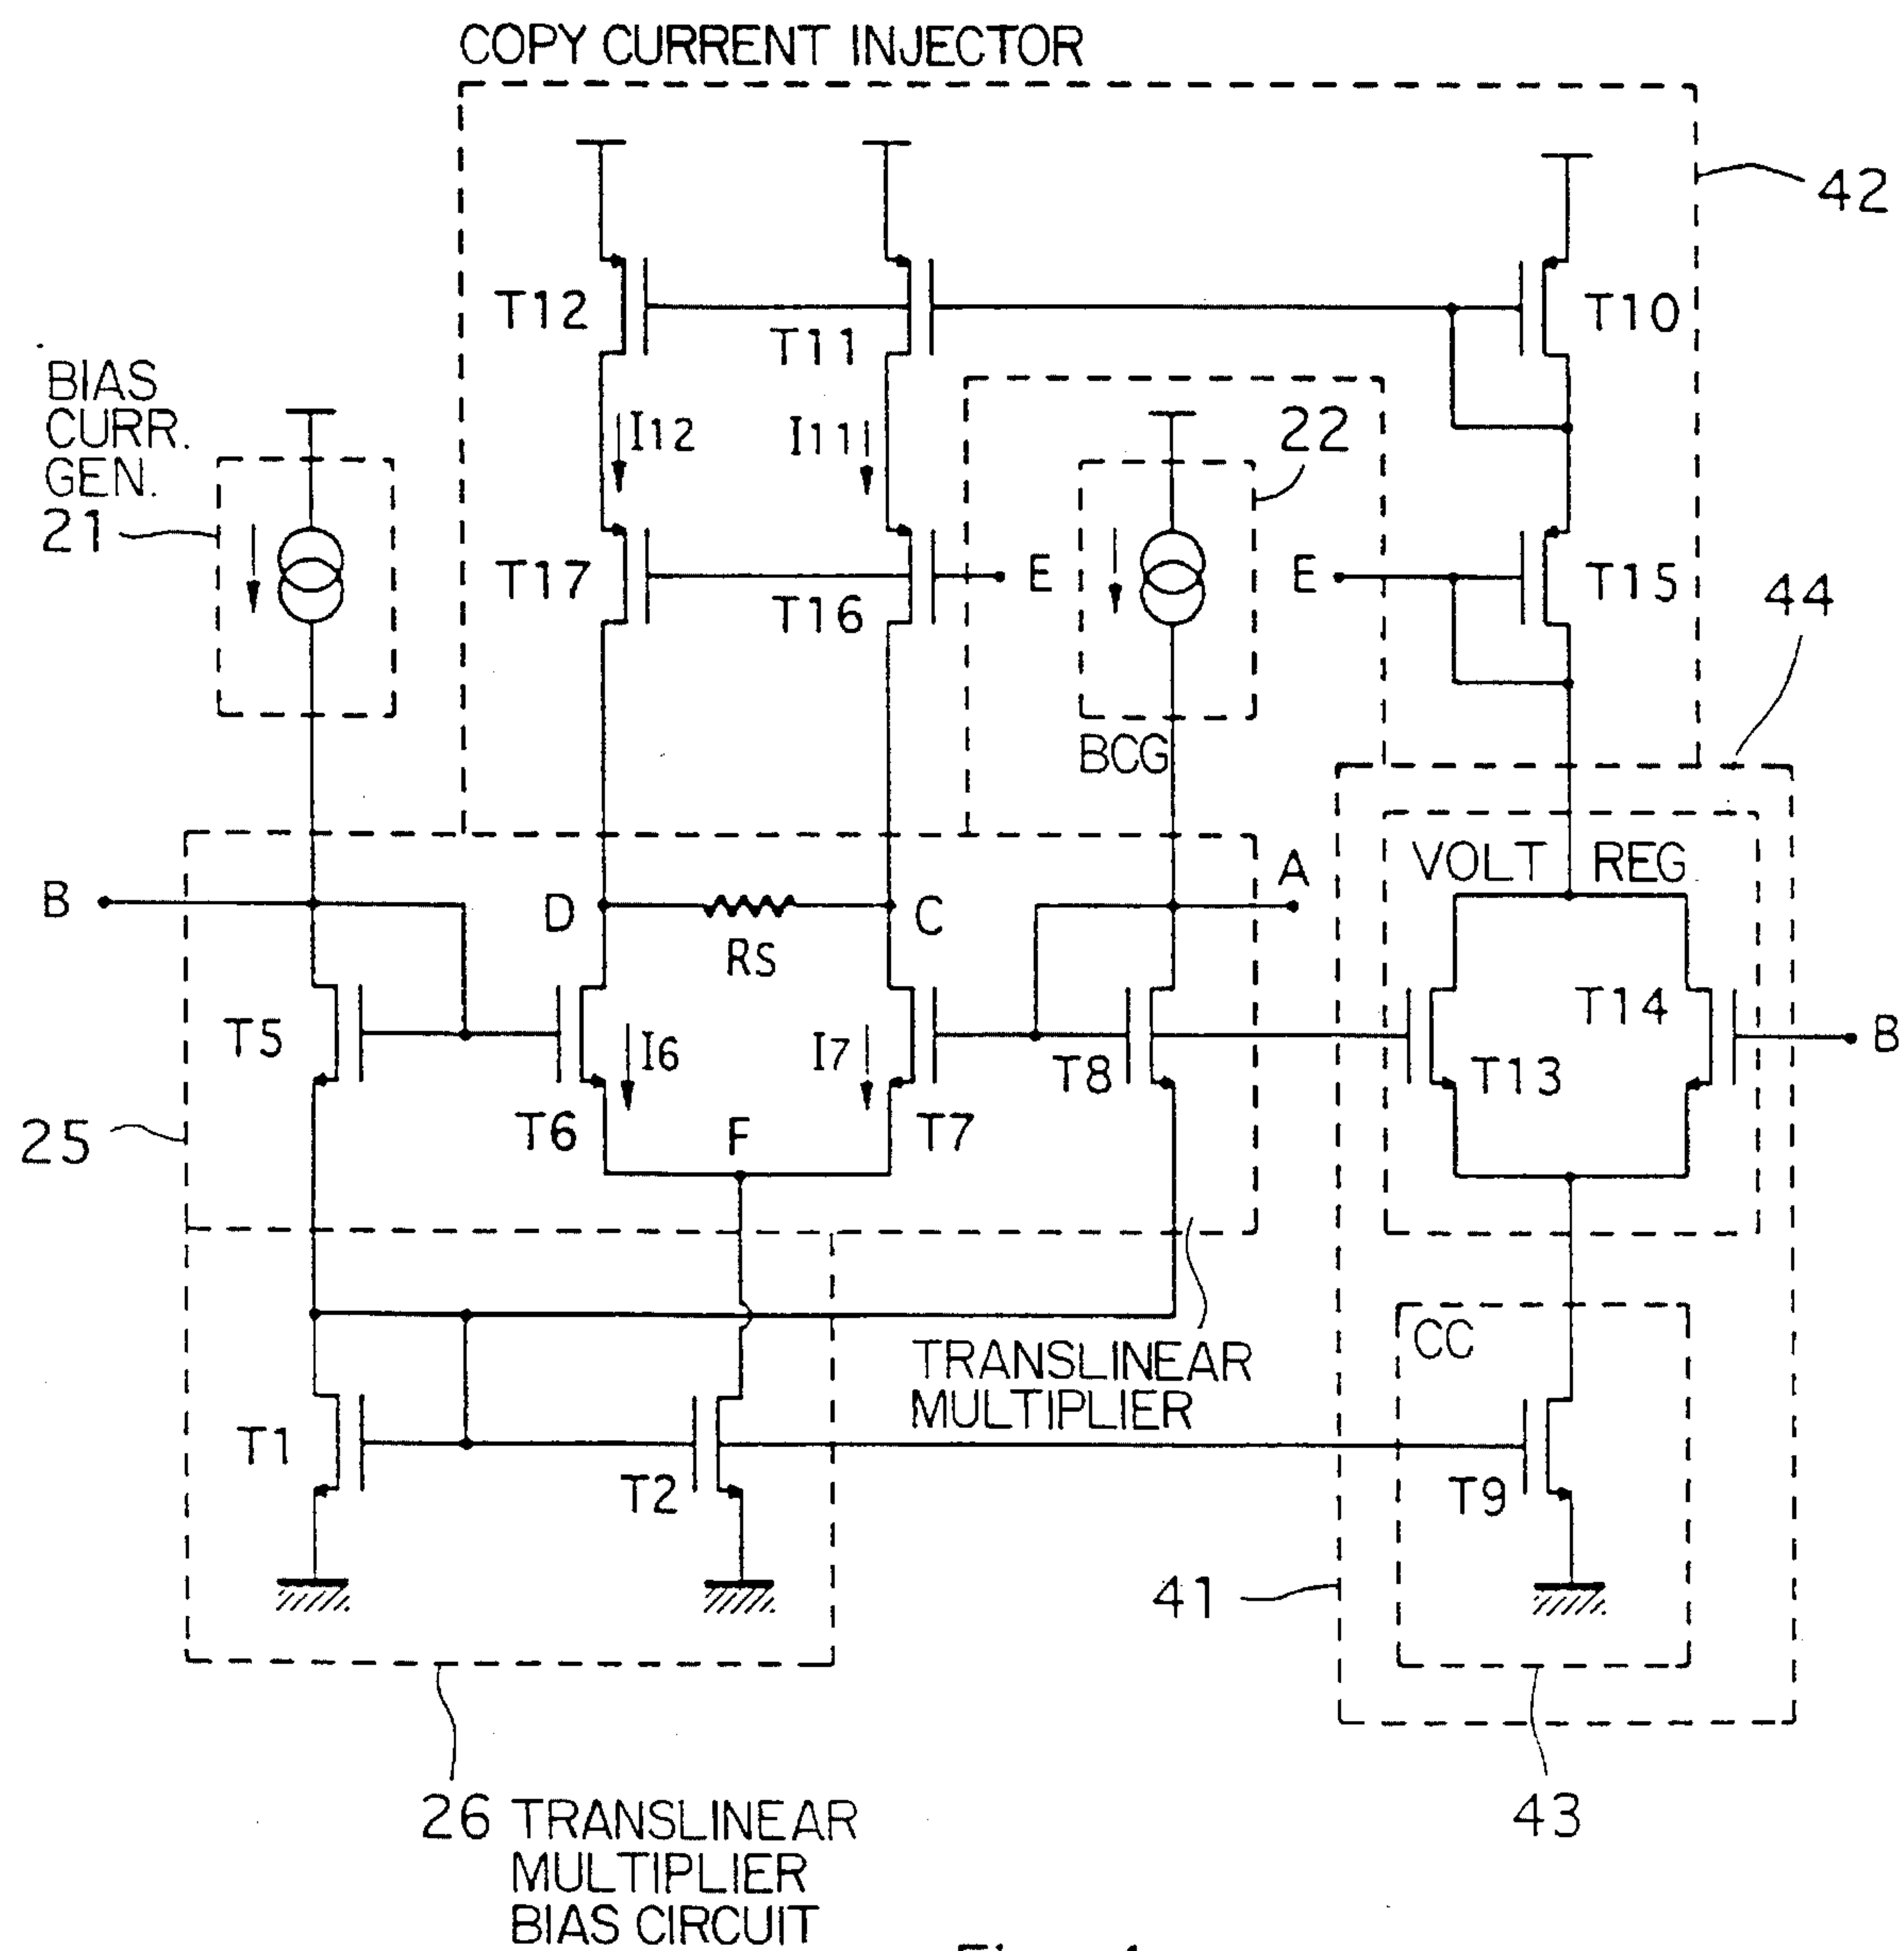 COPY CURRENT INJECTOR
42
T12
T11
T10
BIAS
CURR.
GEN.
21
I12
I11
22
T17
T16
E
E
T15
44
BCG
VOLT REG
B
D
RS
C
A
T5
I6
I7
T8
T13
T14
B
25
T6
F
T7
CC
TRANSLINEAR
MULTIPLIER
T1
T2
T9
41
26 TRANSLINEAR
MULTIPLIER
BIAS CIRCUIT
43